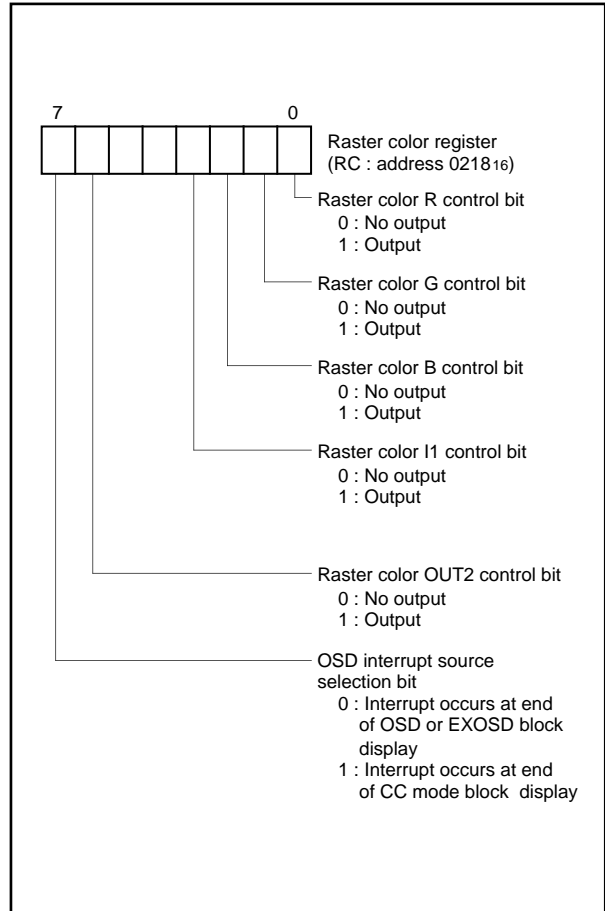 7 0
Raster color register
(RC : address 021816)
Raster color R control bit
0 : No output
1 : Output
Raster color G control bit
0 : No output
1 : Output
Raster color B control bit
0 : No output
1 : Output
Raster color I1 control bit
0 : No output
1 : Output
Raster color OUT2 control bit
0 : No output
1 : Output
OSD interrupt source
selection bit
0 : Interrupt occurs at end
of OSD or EXOSD block
display
1 : Interrupt occurs at end
of CC mode block display